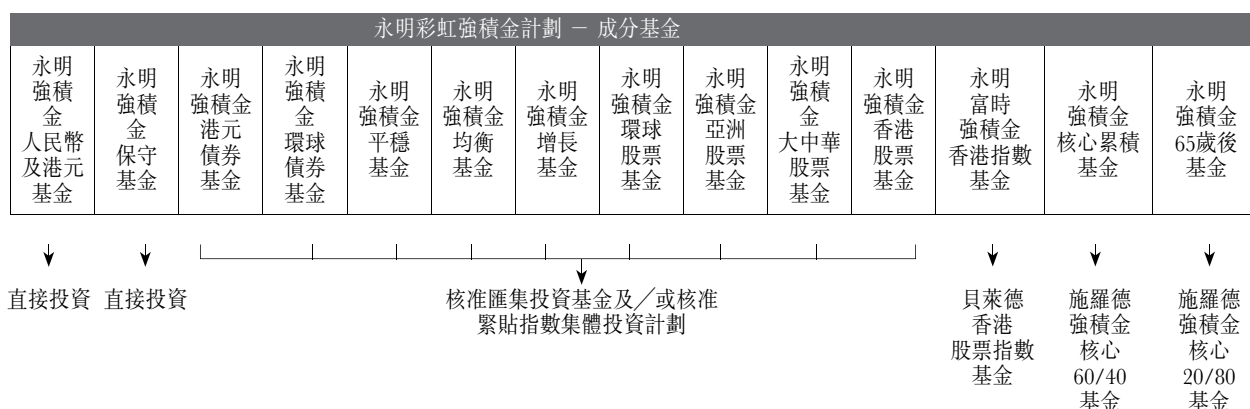 永明彩虹強積金計劃 － 成分基金
永明
強積
金
人民幣
及港元
基金
永明
強積
金
保守
基金
永明
強積金
港元
債券
基金
永明
強積
金
環球
債券
基金
永明
強積金
平穩
基金
永明
強積金
均衡
基金
永明
強積金
增長
基金
永明
強積金
環球
股票
基金
永明
強積金
亞洲
股票
基金
永明
強積
金
大中華
股票
基金
永明
強積金
香港
股票
基金
永明
富時
強積金
香港指數
基金
永明
強積金
核心累積
基金
永明
強積金
65歲後
基金
直接投資
直接投資
核准匯集投資基金及／或核准
緊貼指數集體投資計劃
貝萊德
香港
股票指數
基金
施羅德
強積金
核心
60/40
基金
施羅德
強積金
核心
20/80
基金